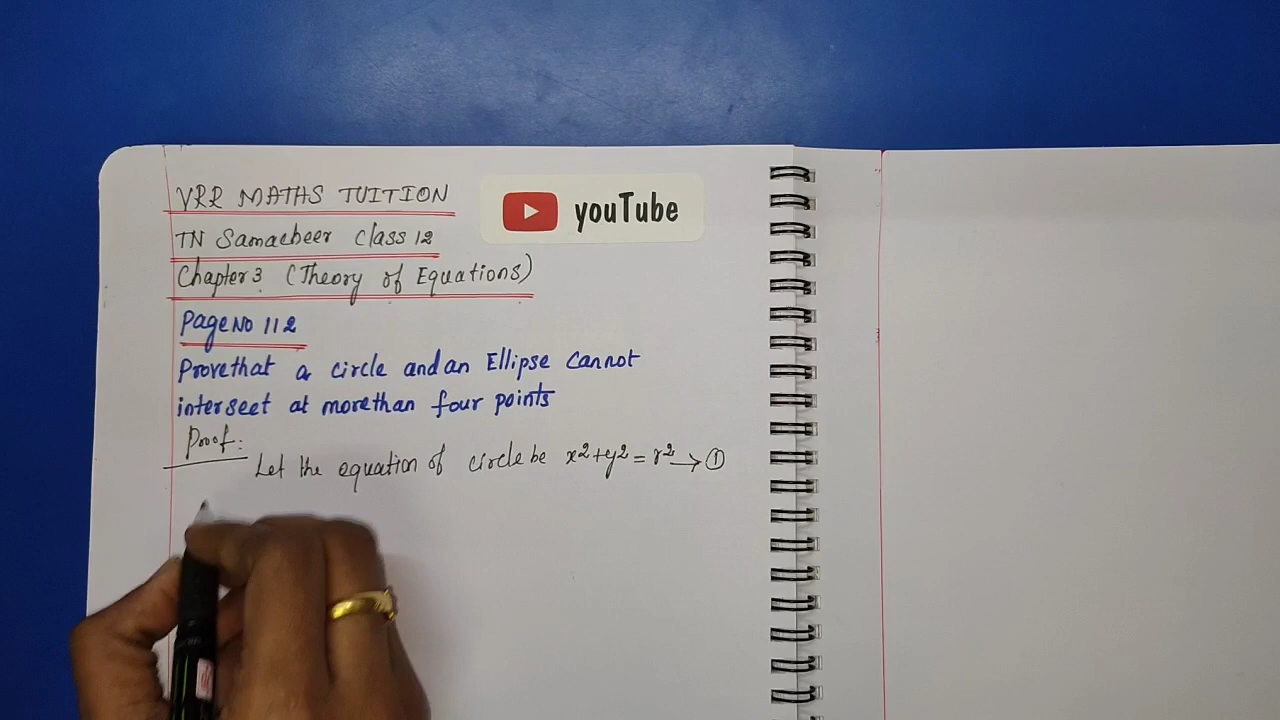 VRR MATHS TUITION
youTube
TN Samacheer Class 12
Chapter 3 (Theory of Equations)
Page No 112
Prove that a circle and an Ellipse cannot
intersect at more than four points
Proof:
Let the equation of circle be x²+y² = r² → ①